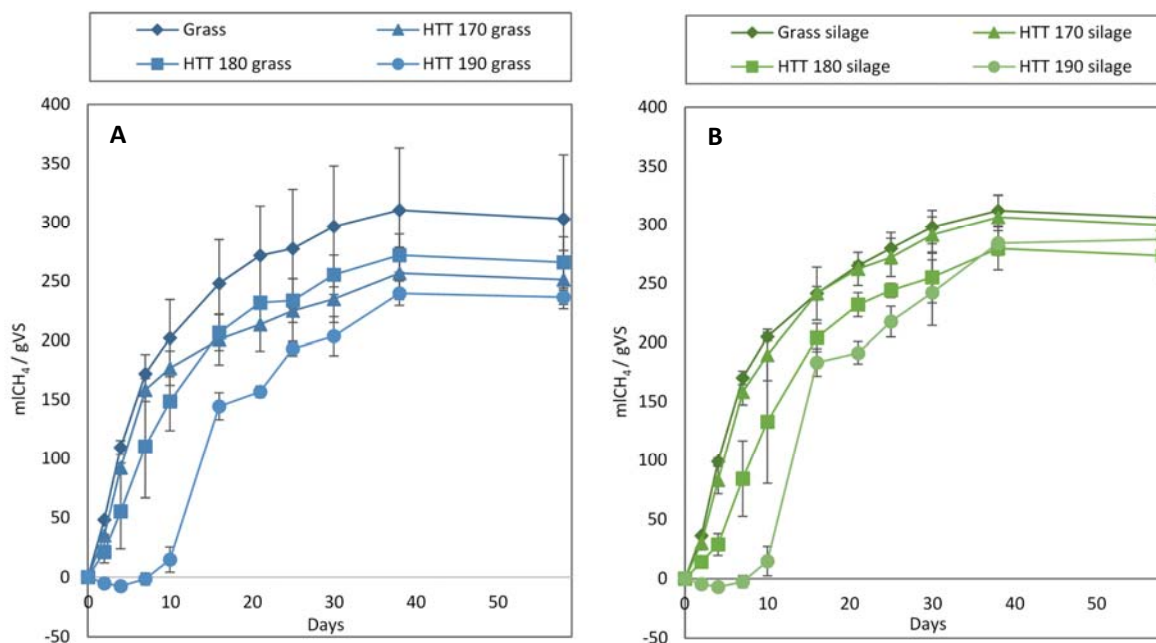 Grass HTT 170 grass
HTT 180 grass HTT 190 grass
A
mlCH₄ / gVS
400
350
300
250
200
150
100
50
0
-50
0 10 20 30 40 50
Days
Grass silage HTT 170 silage
HTT 180 silage HTT 190 silage
B
mlCH₄ / gVS
400
350
300
250
200
150
100
50
0
-50
0 10 20 30 40 50
Days